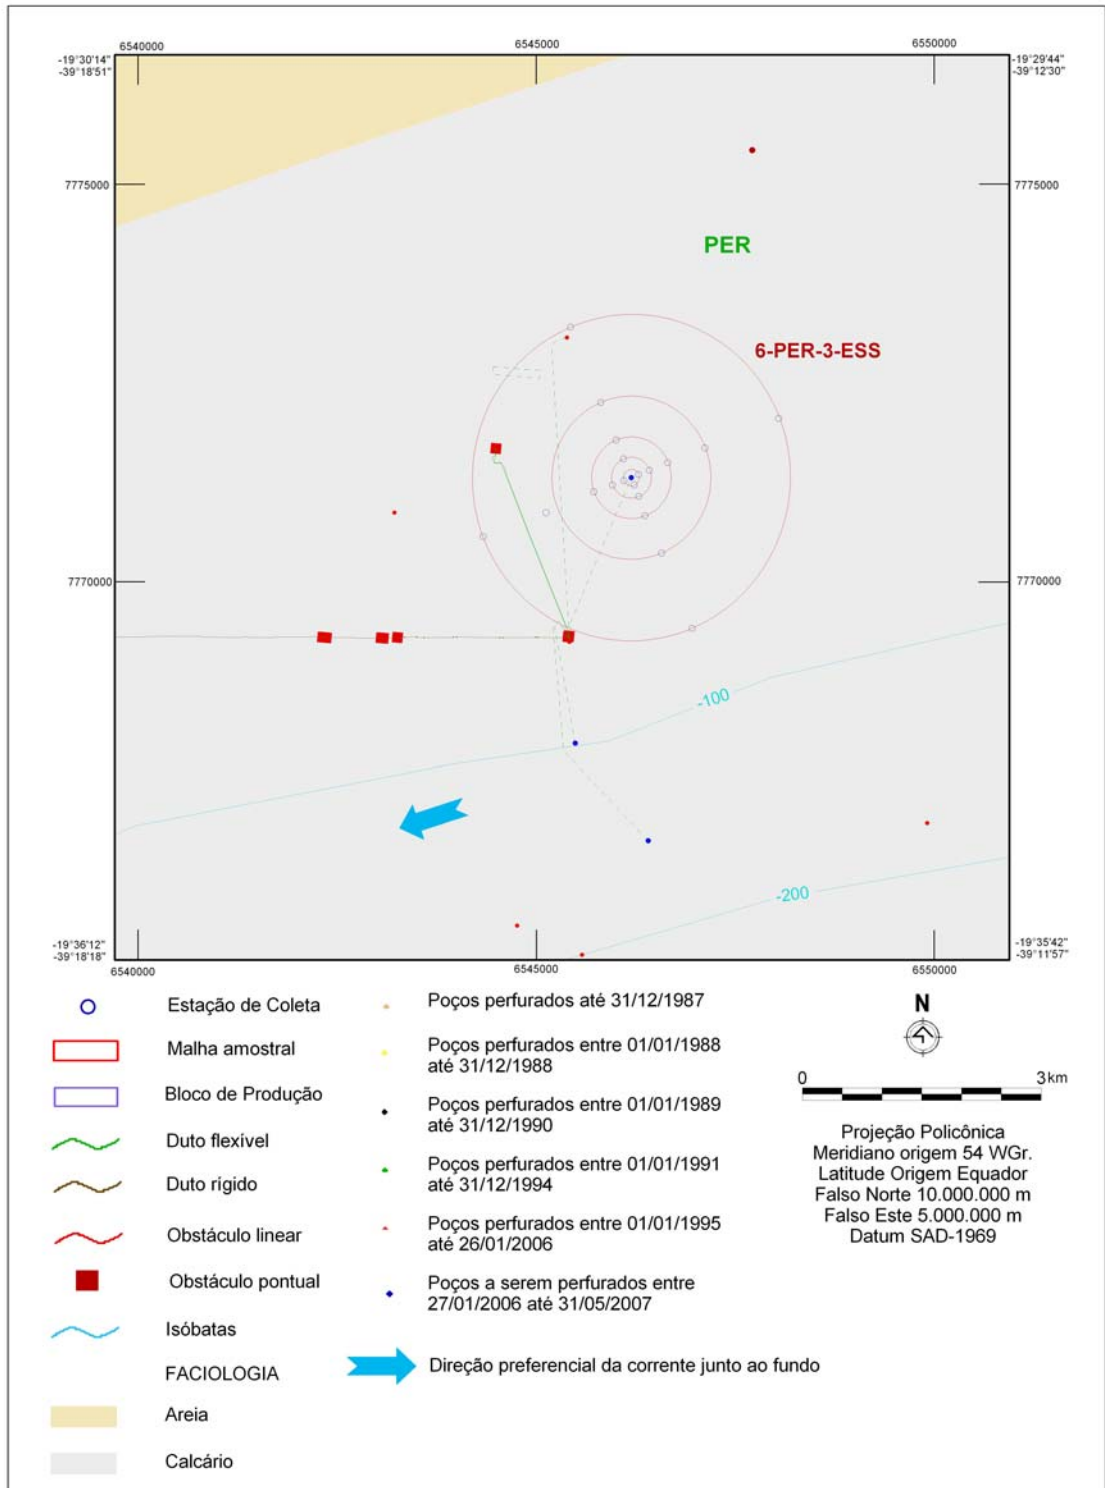 6540000
6545000
6550000
-19°30'14"
-39°18'51"
-19°29'44"
-39°12'30"
7775000
7775000
PER
6-PER-3-ESS
7770000
7770000
-100
-200
-19°36'12"
-39°18'18"
-19°35'42"
-39°11'57"
6540000
6545000
6550000
Estação de Coleta
Malha amostral
Bloco de Produção
Duto flexível
Duto rígido
Obstáculo linear
Obstáculo pontual
Isóbatas
FACIOLOGIA
Areia
Calcário
Poços perfurados até 31/12/1987
Poços perfurados entre 01/01/1988
até 31/12/1988
Poços perfurados entre 01/01/1989
até 31/12/1990
Poços perfurados entre 01/01/1991
até 31/12/1994
Poços perfurados entre 01/01/1995
até 26/01/2006
Poços a serem perfurados entre
27/01/2006 até 31/05/2007
Direção preferencial da corrente junto ao fundo
N
0 3 km
Projeção Policônica
Meridiano origem 54 WGr.
Latitude Origem Equador
Falso Norte 10.000.000 m
Falso Este 5.000.000 m
Datum SAD-1969